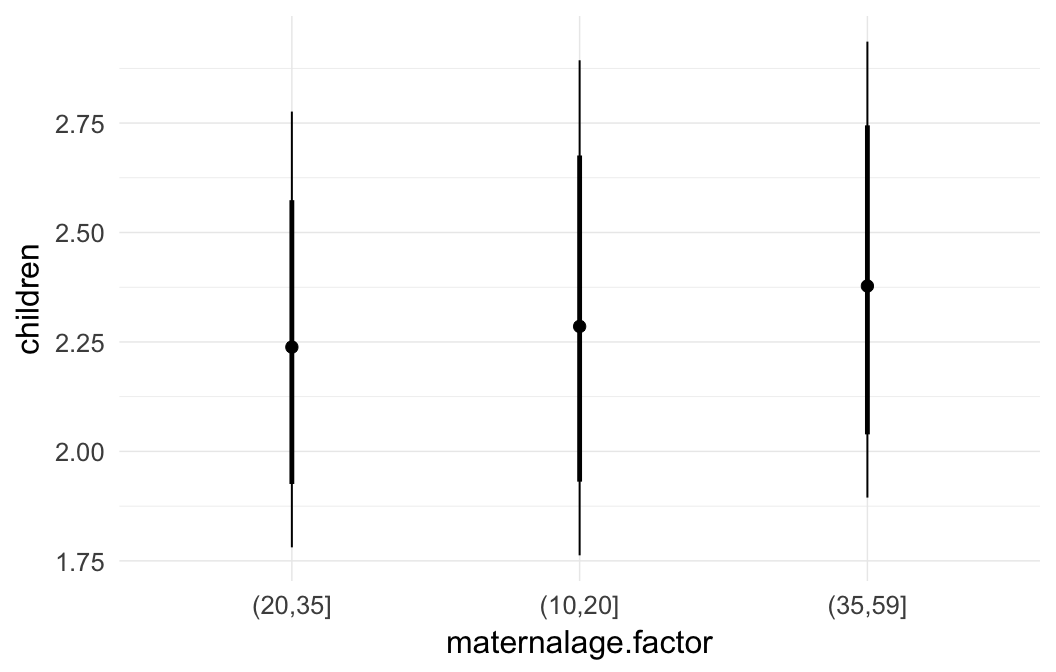 children
2.75
2.50
2.25
2.00
1.75
(20,35] (10,20] (35,59]
maternalage.factor